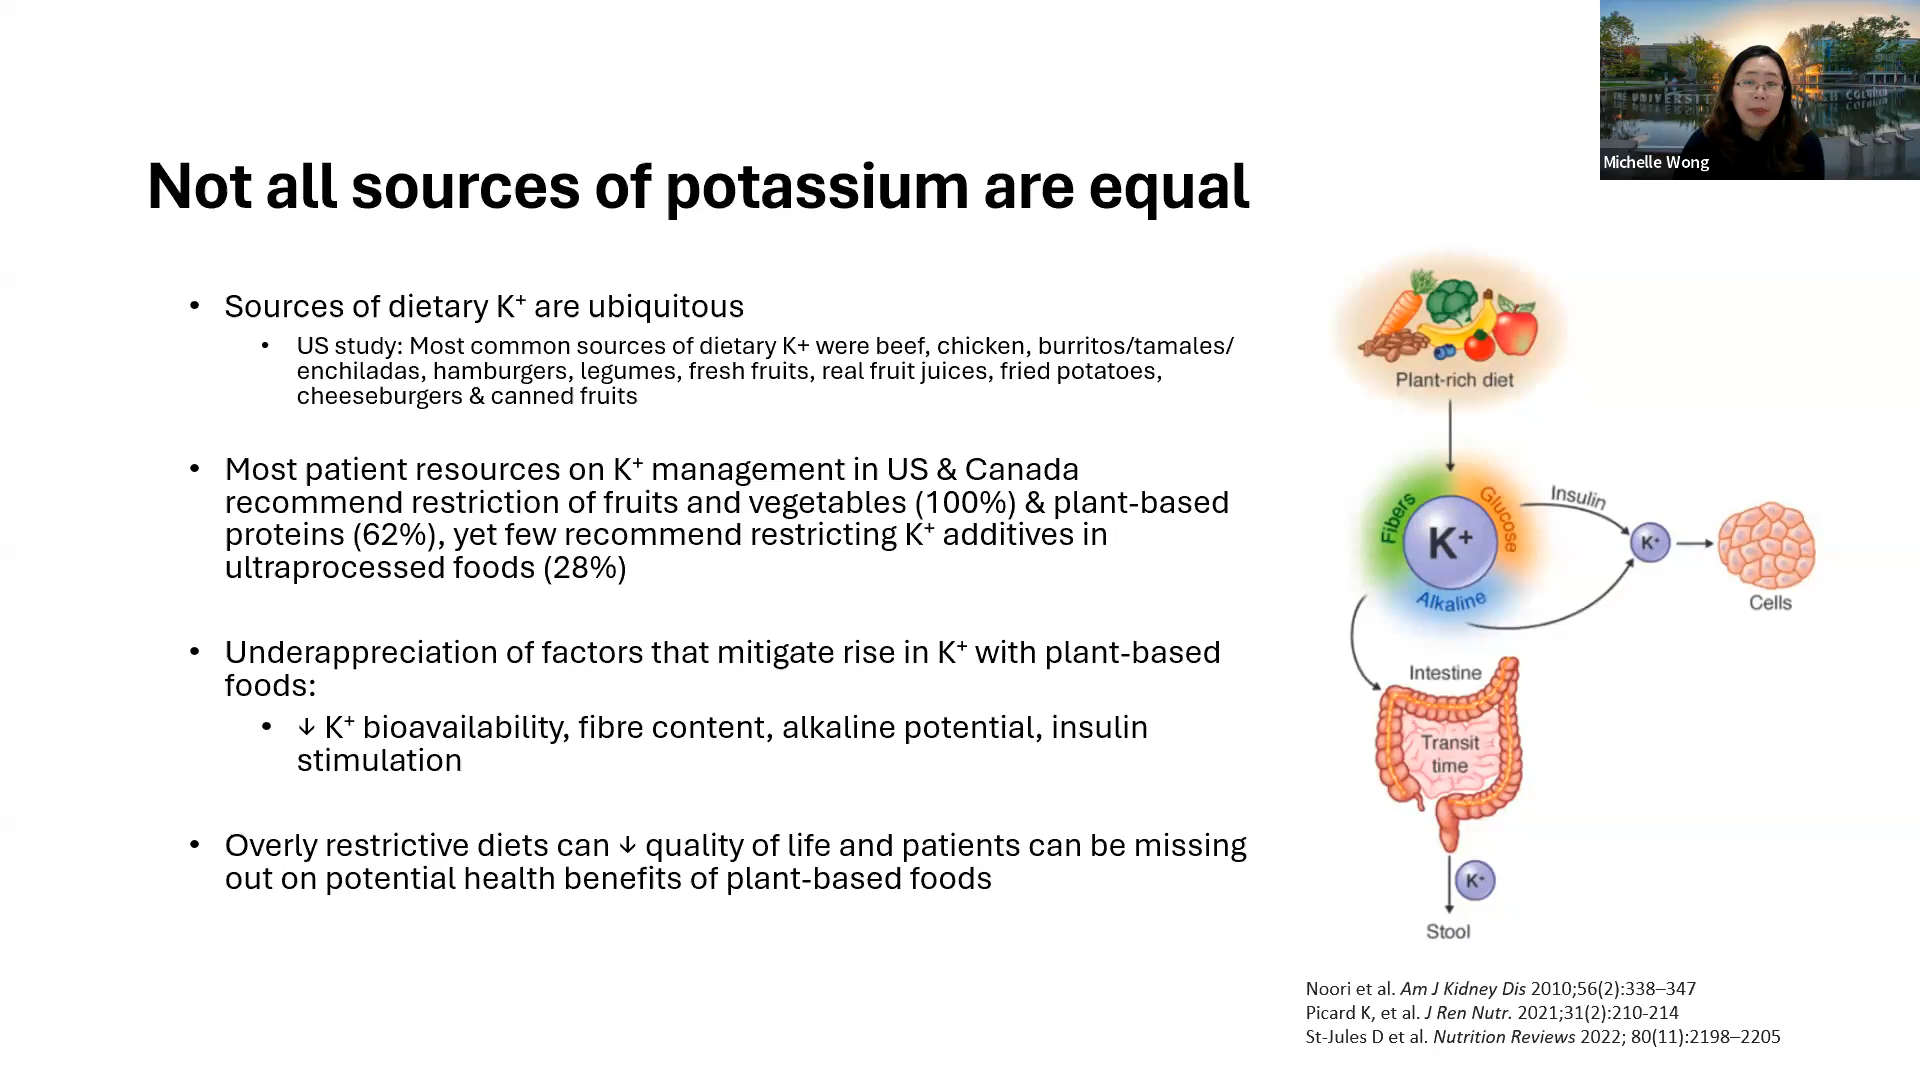 Not all sources of potassium are equal
• Sources of dietary K⁺ are ubiquitous
• US study: Most common sources of dietary K+ were beef, chicken, burritos/tamales/
enchiladas, hamburgers, legumes, fresh fruits, real fruit juices, fried potatoes,
cheeseburgers & canned fruits
• Most patient resources on K⁺ management in US & Canada
recommend restriction of fruits and vegetables (100%) & plant-based
proteins (62%), yet few recommend restricting K⁺ additives in
ultraprocessed foods (28%)
• Underappreciation of factors that mitigate rise in K⁺ with plant-based
foods:
• ↓ K⁺ bioavailability, fibre content, alkaline potential, insulin
stimulation
• Overly restrictive diets can ↓ quality of life and patients can be missing
out on potential health benefits of plant-based foods
Michelle Wong
Plant-rich diet
Fibers
Glucose
K⁺
Alkaline
Insulin
K⁺
Cells
Intestine
Transit
time
K⁺
Stool
Noori et al. Am J Kidney Dis 2010;56(2):338–347
Picard K, et al. J Ren Nutr. 2021;31(2):210-214
St-Jules D et al. Nutrition Reviews 2022; 80(11):2198–2205